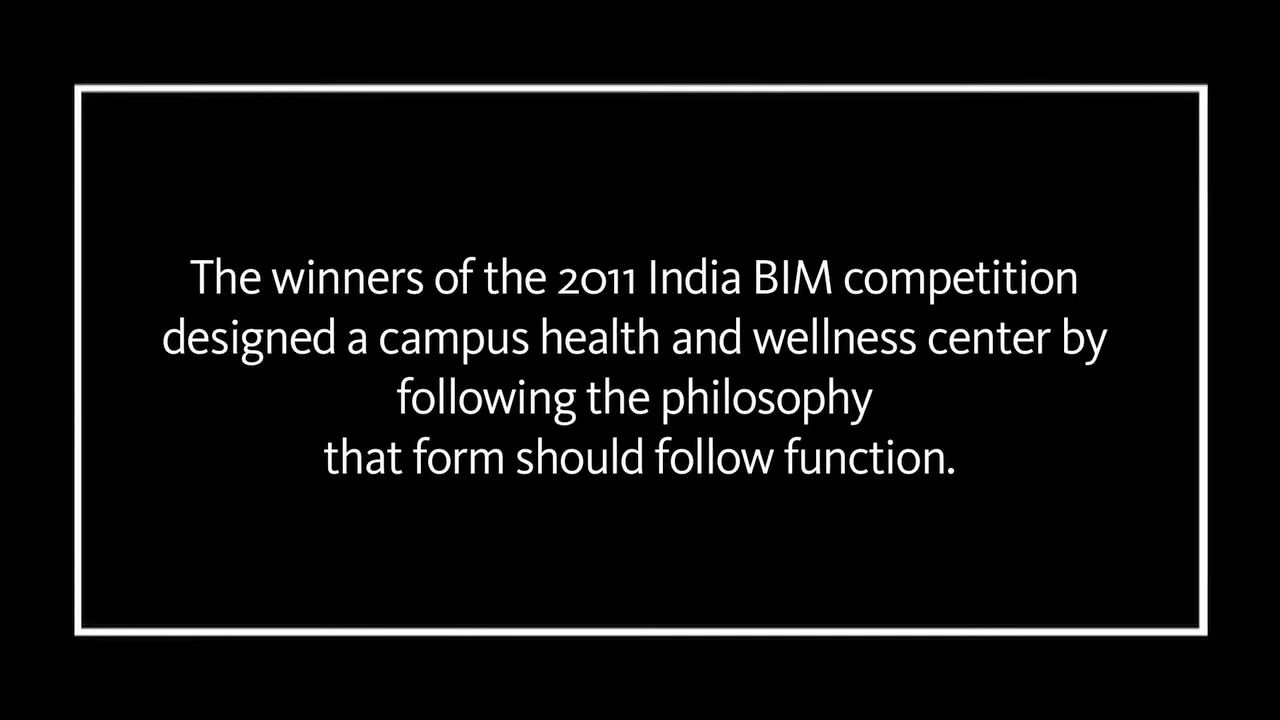 The winners of the 2011 India BIM competition
designed a campus health and wellness center by
following the philosophy
that form should follow function.